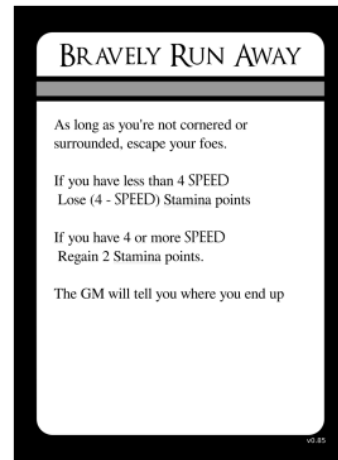 BRAVELY RUN AWAY
As long as you're not cornered or
surrounded, escape your foes.
If you have less than 4 SPEED
Lose (4 - SPEED) Stamina points
If you have 4 or more SPEED
Regain 2 Stamina points.
The GM will tell you where you end up
v0.85